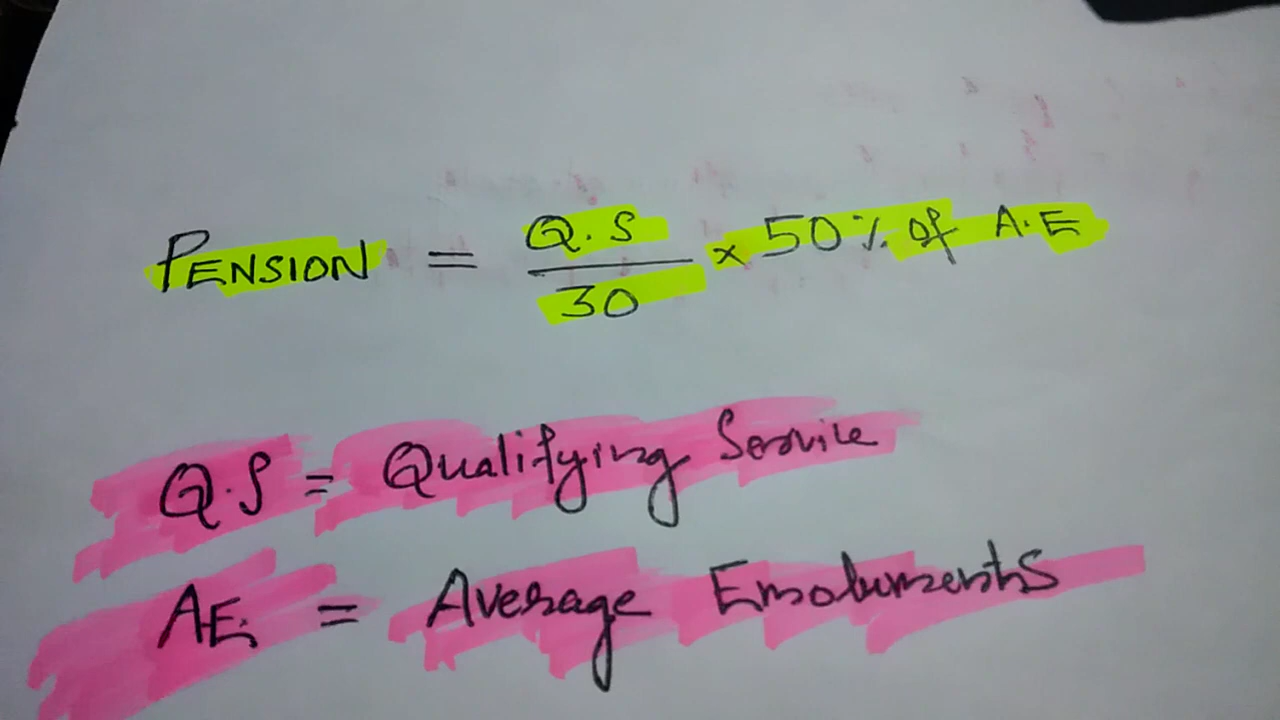 PENSION = Q.S / 30 × 50% of A.E
Q.S = Qualifying Service
AE = Average Emoluments